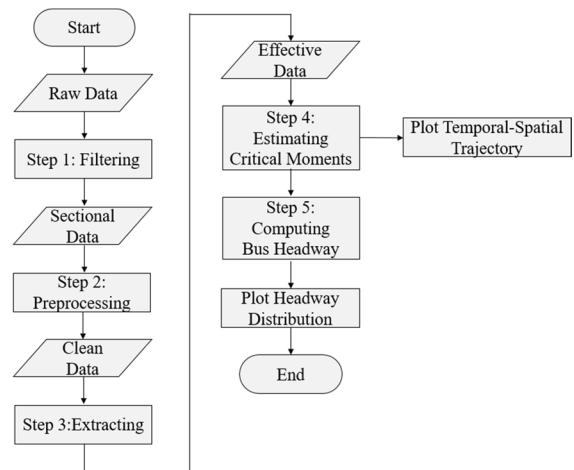 Start
Raw Data
Step 1: Filtering
Sectional
Data
Step 2:
Preprocessing
Clean
Data
Step 3:Extracting
Effective
Data
Step 4:
Estimating
Critical Moments
Plot Temporal-Spatial
Trajectory
Step 5:
Computing
Bus Headway
Plot Headway
Distribution
End